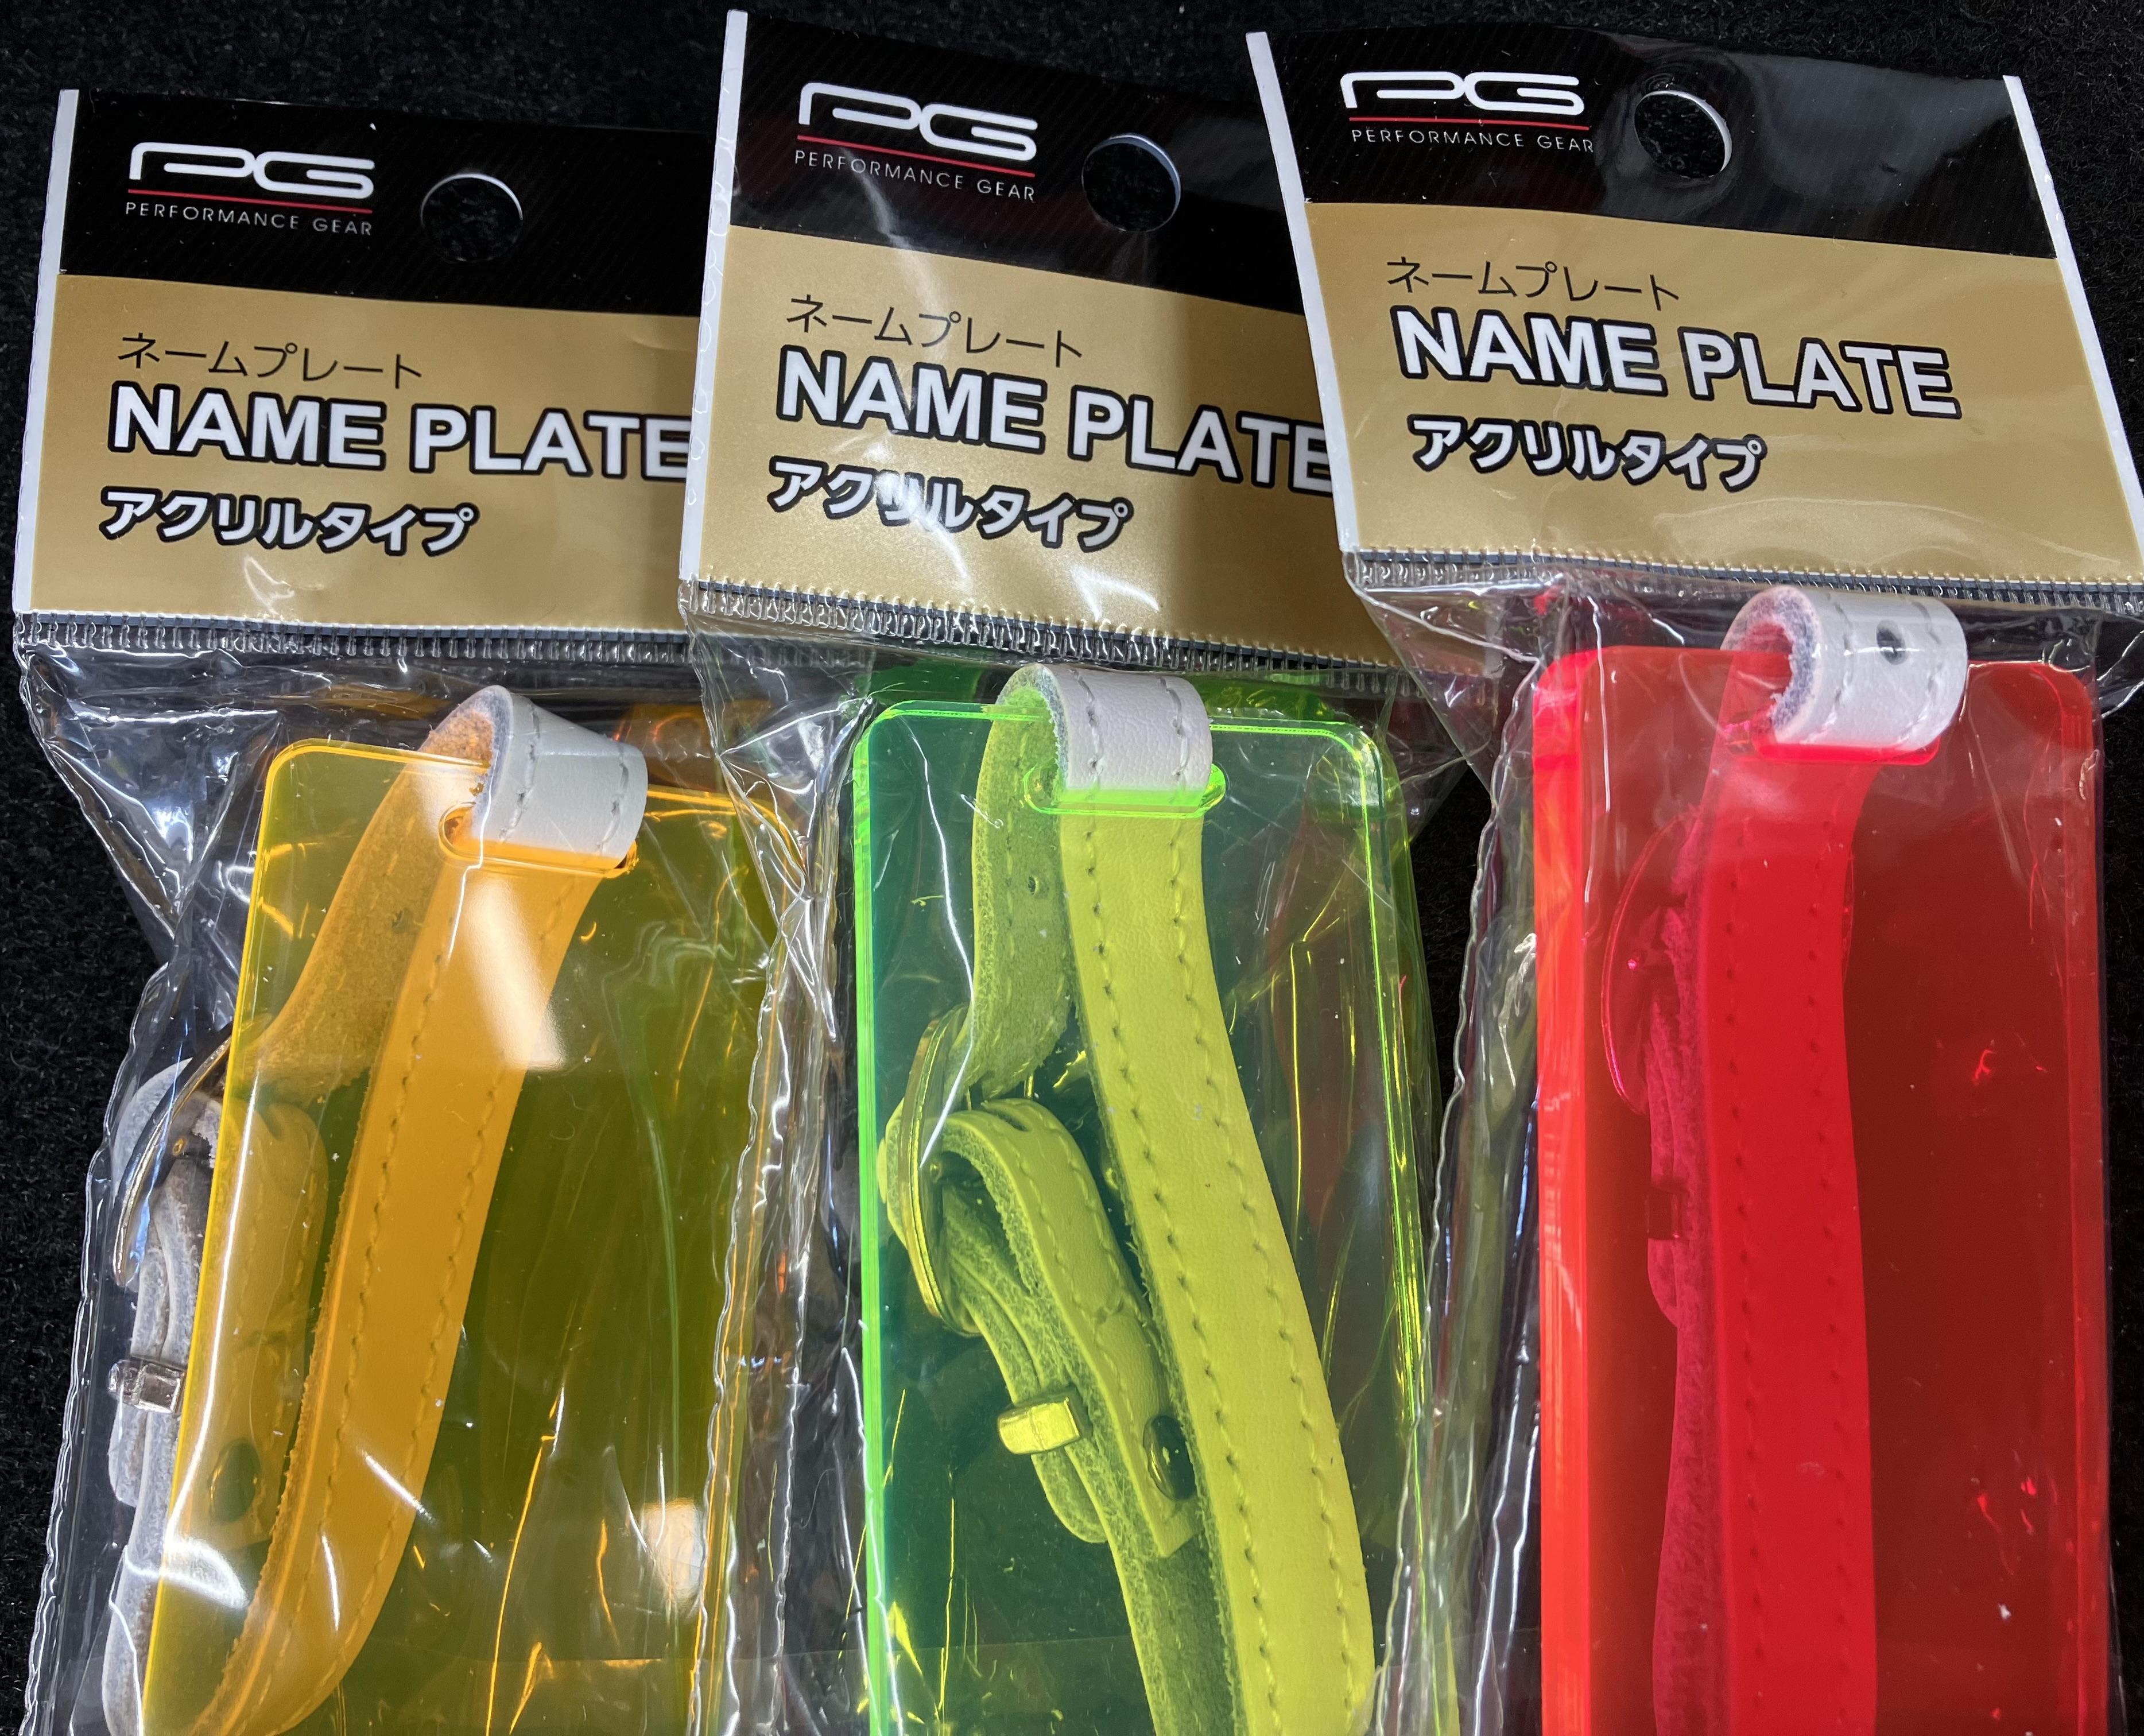 PG
PERFORMANCE GEAR
ネームプレート
NAME PLATE
アクリルタイプ
PG
PERFORMANCE GEAR
ネームプレート
NAME PLATE
アクリルタイプ
PG
PERFORMANCE GEAR
ネームプレート
NAME PLATE
アクリルタイプ